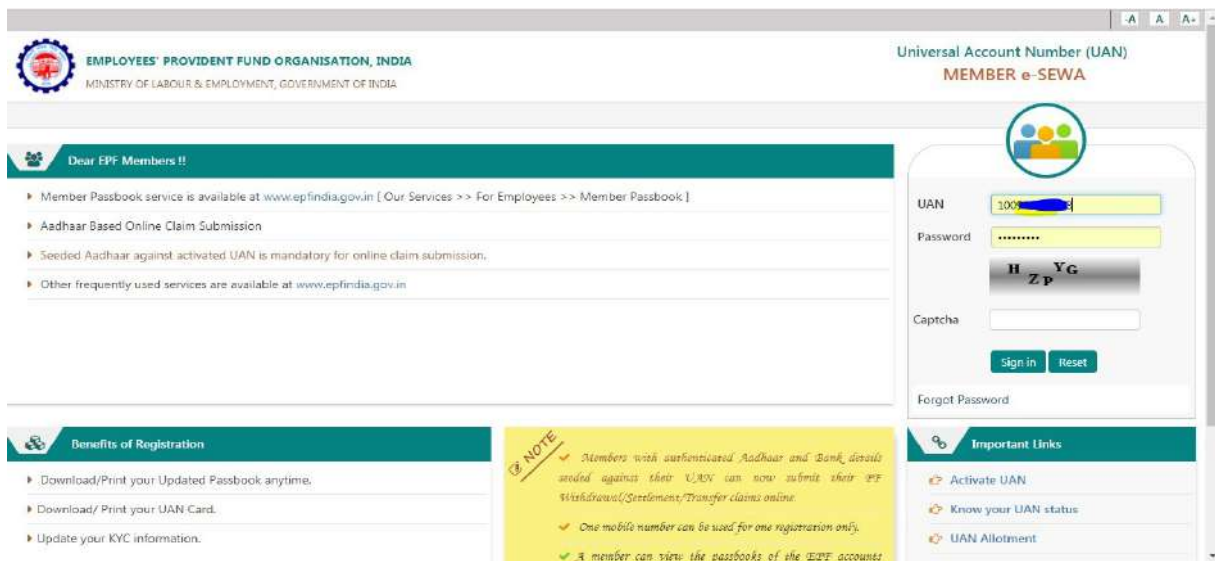 -A A A+
EMPLOYEES' PROVIDENT FUND ORGANISATION, INDIA
MINISTRY OF LABOUR & EMPLOYMENT, GOVERNMENT OF INDIA
Universal Account Number (UAN)
MEMBER e-SEWA
Dear EPF Members !!
Member Passbook service is available at www.epfindia.gov.in [ Our Services >> For Employees >> Member Passbook ]
Aadhaar Based Online Claim Submission
Seeded Aadhaar against activated UAN is mandatory for online claim submission.
Other frequently used services are available at www.epfindia.gov.in
UAN 100
Password •••••••••
H Z P Y G
Captcha
Sign in Reset
Forgot Password
Benefits of Registration
Download/Print your Updated Passbook anytime.
Download/ Print your UAN Card.
Update your KYC information.
NOTE
Members with authenticated Aadhaar and Bank details
seeded against their UAN can now submit their PF
Withdrawal/Settlement/Transfer claims online
One mobile number can be used for one registration only.
A member can view the passbooks of the EPF accounts
Important Links
Activate UAN
Know your UAN status
UAN Allotment